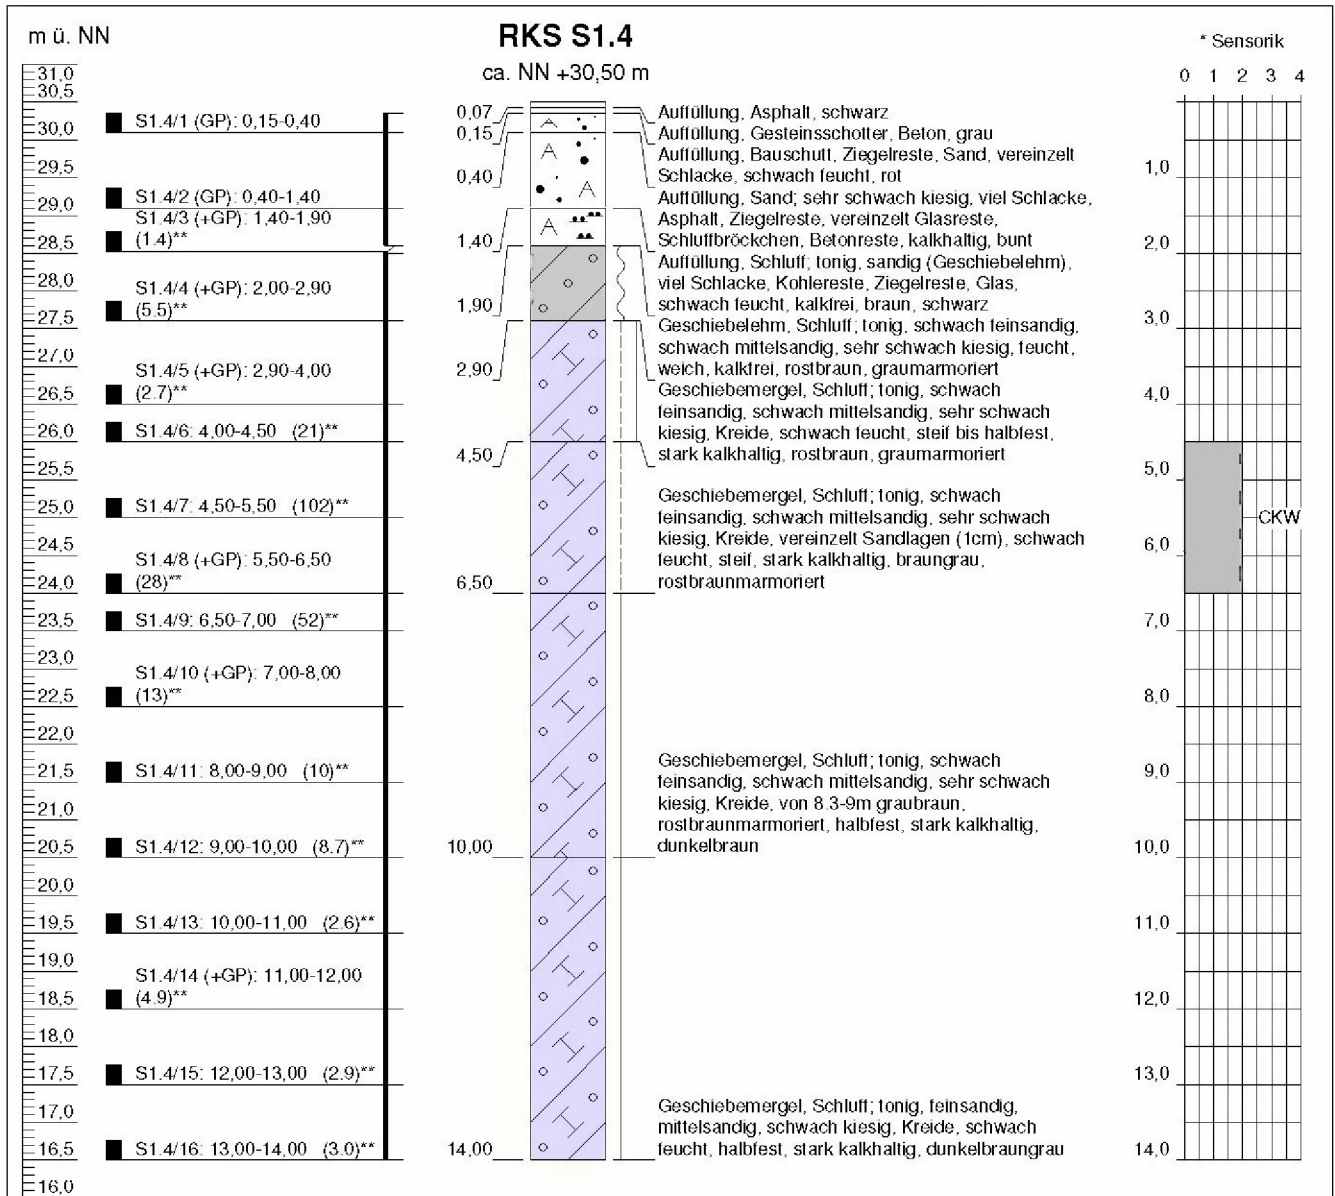 m ü. NN
RKS S1.4
ca. NN +30,50 m
* Sensorik
0 1 2 3 4
31,0
30,5
30,0
29,5
29,0
28,5
28,0
27,5
27,0
26,5
26,0
25,5
25,0
24,5
24,0
23,5
23,0
22,5
22,0
21,5
21,0
20,5
20,0
19,5
19,0
18,5
18,0
17,5
17,0
16,5
16,0
S1.4/1 (GP): 0,15-0,40
S1.4/2 (GP): 0,40-1,40
S1.4/3 (+GP): 1,40-1,90
(1.4)**
S1.4/4 (+GP): 2,00-2,90
(5.5)**
S1.4/5 (+GP): 2,90-4,00
(2.7)**
S1.4/6: 4,00-4,50 (21)**
S1.4/7: 4,50-5,50 (102)**
S1.4/8 (+GP): 5,50-6,50
(28)**
S1.4/9: 6,50-7,00 (52)**
S1.4/10 (+GP): 7,00-8,00
(13)**
S1.4/11: 8,00-9,00 (10)**
S1.4/12: 9,00-10,00 (8.7)**
S1.4/13: 10,00-11,00 (2.6)**
S1.4/14 (+GP): 11,00-12,00
(4.9)**
S1.4/15: 12,00-13,00 (2.9)**
S1.4/16: 13,00-14,00 (3.0)**
0,07
0,15
0,40
1,40
1,90
2,90
4,50
6,50
10,00
14,00
Auffüllung, Asphalt, schwarz
Auffüllung, Gesteinsschotter, Beton, grau
Auffüllung, Bauschutt, Ziegelreste, Sand, vereinzelt
Schlacke, schwach feucht, rot
Auffüllung, Sand; sehr schwach kiesig, viel Schlacke,
Asphalt, Ziegelreste, vereinzelt Glasreste,
Schluffbröckchen, Betonreste, kalkhaltig, bunt
Auffüllung, Schluff; tonig, sandig (Geschiebelehm),
viel Schlacke, Kohlereste, Ziegelreste, Glas,
schwach feucht, kalkfrei, braun, schwarz
Geschiebelehm, Schluff; tonig, schwach feinsandig,
schwach mittelsandig, sehr schwach kiesig, feucht,
weich, kalkfrei, rostbraun, graumarmoriert
Geschiebemergel, Schluff; tonig, schwach
feinsandig, schwach mittelsandig, sehr schwach
kiesig, Kreide, schwach feucht, steif bis halbfest,
stark kalkhaltig, rostbraun, graumarmoriert
Geschiebemergel, Schluff; tonig, schwach
feinsandig, schwach mittelsandig, sehr schwach
kiesig, Kreide, vereinzelt Sandlagen (1cm), schwach
feucht, steif, stark kalkhaltig, braungrau,
rostbraunmarmoriert
Geschiebemergel, Schluff; tonig, schwach
feinsandig, schwach mittelsandig, sehr schwach
kiesig, Kreide, von 8.3-9m graubraun,
rostbraunmarmoriert, halbfest, stark kalkhaltig,
dunkelbraun
Geschiebemergel, Schluff; tonig, feinsandig,
mittelsandig, schwach kiesig, Kreide, schwach
feucht, halbfest, stark kalkhaltig, dunkelbraungrau
1,0
2,0
3,0
4,0
5,0
6,0
7,0
8,0
9,0
10,0
11,0
12,0
13,0
14,0
CKW